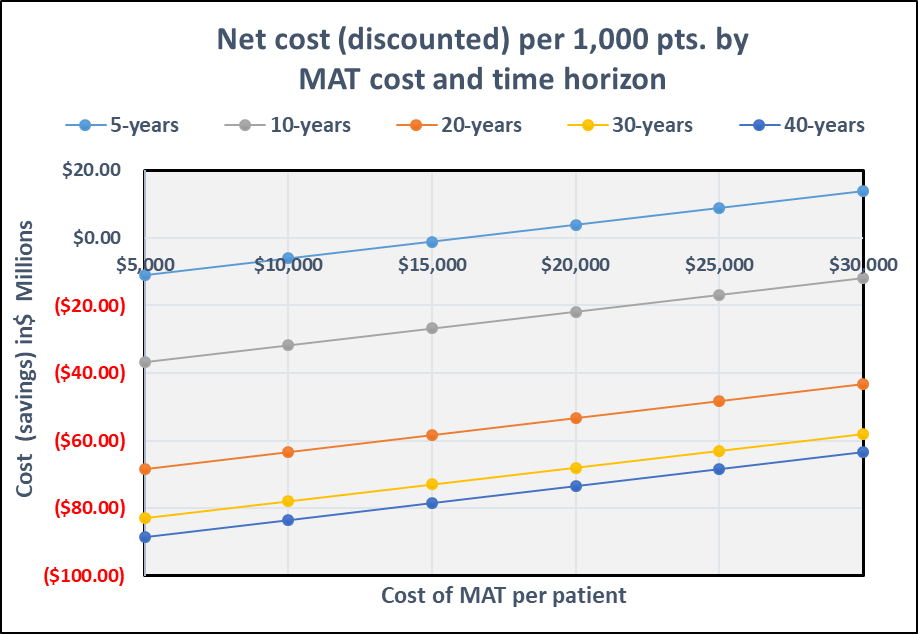 Net cost (discounted) per 1,000 pts. by
MAT cost and time horizon
5-years 10-years 20-years 30-years 40-years
$20.00
$0.00
$5,000 $10,000 $15,000 $20,000 $25,000 $30,000
($20.00)
($40.00)
($60.00)
($80.00)
($100.00)
Cost (savings) in$ Millions
Cost of MAT per patient